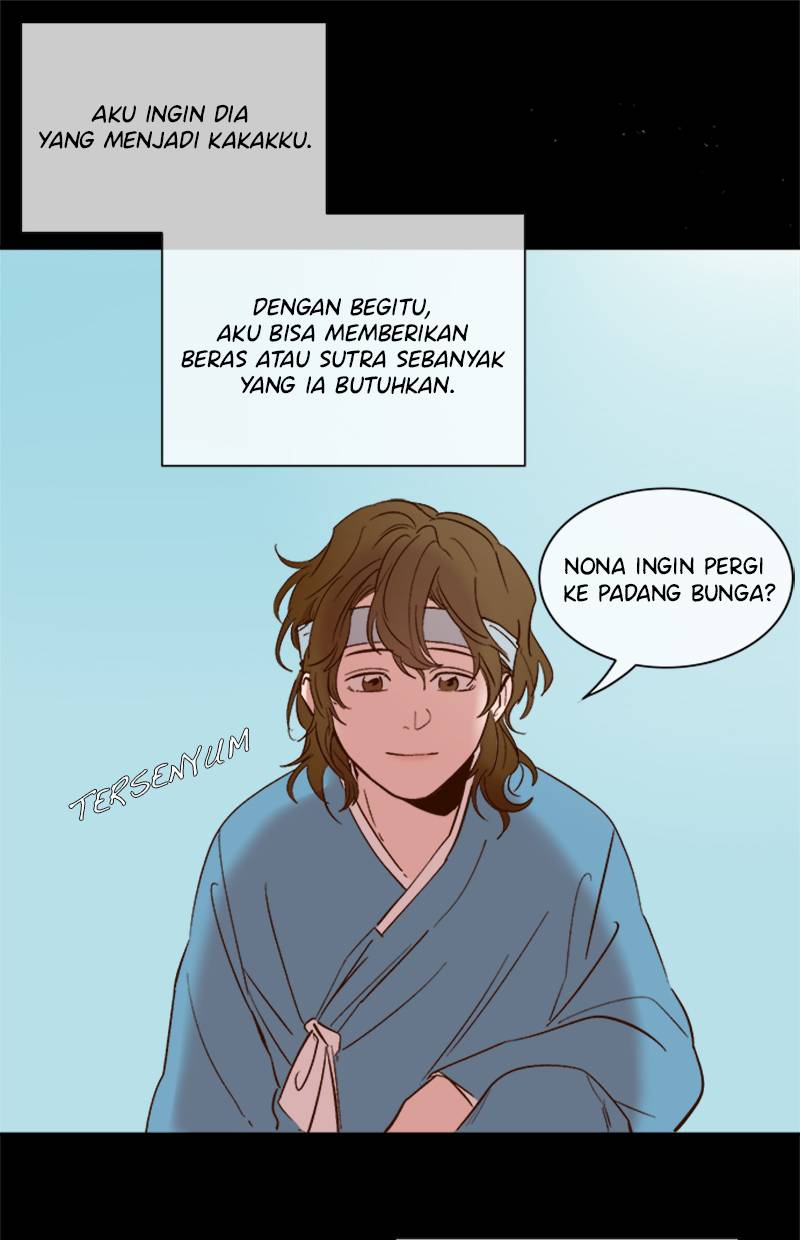 AKU INGIN DIA
YANG MENJADI KAKAKKU.
DENGAN BEGITU,
AKU BISA MEMBERIKAN
BERAS ATAU SUTRA SEBANYAK
YANG IA BUTUHKAN.
NONA INGIN PERGI
KE PADANG BUNGA?
TERSENYUM